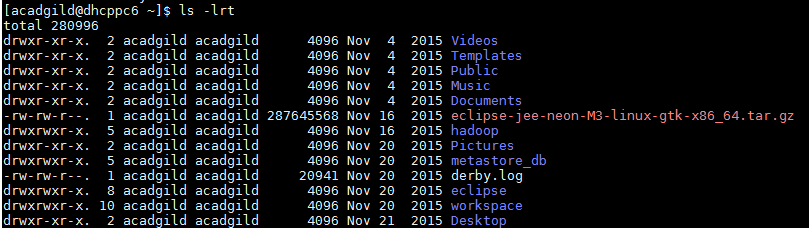 [acadgild@dhcppc6 ~]$ ls -lrt
total 280996
drwxr-xr-x.  2 acadgild acadgild      4096 Nov  4  2015 Videos
drwxr-xr-x.  2 acadgild acadgild      4096 Nov  4  2015 Templates
drwxr-xr-x.  2 acadgild acadgild      4096 Nov  4  2015 Public
drwxr-xr-x.  2 acadgild acadgild      4096 Nov  4  2015 Music
drwxr-xr-x.  2 acadgild acadgild      4096 Nov  4  2015 Documents
-rw-rw-r--.  1 acadgild acadgild 287645568 Nov 16  2015 eclipse-jee-neon-M3-linux-gtk-x86_64.tar.gz
drwxrwxr-x.  5 acadgild acadgild      4096 Nov 16  2015 hadoop
drwxr-xr-x.  2 acadgild acadgild      4096 Nov 20  2015 Pictures
drwxrwxr-x.  5 acadgild acadgild      4096 Nov 20  2015 metastore_db
-rw-rw-r--.  1 acadgild acadgild     20941 Nov 20  2015 derby.log
drwxrwxr-x.  8 acadgild acadgild      4096 Nov 20  2015 eclipse
drwxrwxr-x. 10 acadgild acadgild      4096 Nov 20  2015 workspace
drwxr-xr-x.  2 acadgild acadgild      4096 Nov 21  2015 Desktop